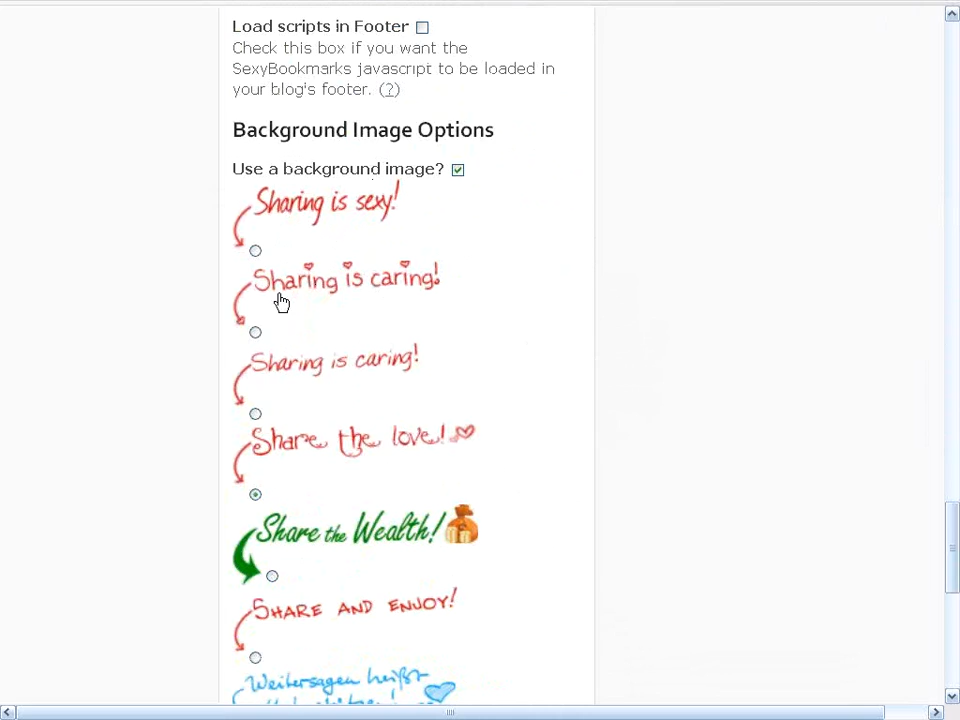 Load scripts in Footer
Check this box if you want the
SexyBookmarks javascript to be loaded in
your blog's footer. (?)
Background Image Options
Use a background image?
Sharing is sexy!
Sharing is caring!
Sharing is caring!
Share the love!
Share the Wealth!
SHARE AND ENJOY!
Weitersagen heißt